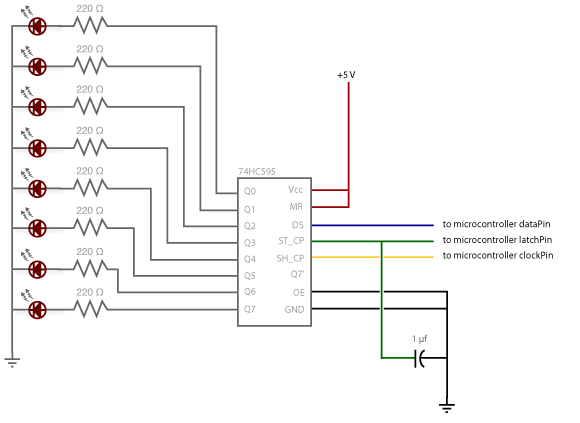 220 Ω
220 Ω
220 Ω
220 Ω
220 Ω
220 Ω
220 Ω
220 Ω
+5 V
74HC595
Q0
Q1
Q2
Q3
Q4
Q5
Q6
Q7
Vcc
MR
DS
ST_CP
SH_CP
Q7'
OE
GND
to microcontroller dataPin
to microcontroller latchPin
to microcontroller clockPin
1 µf